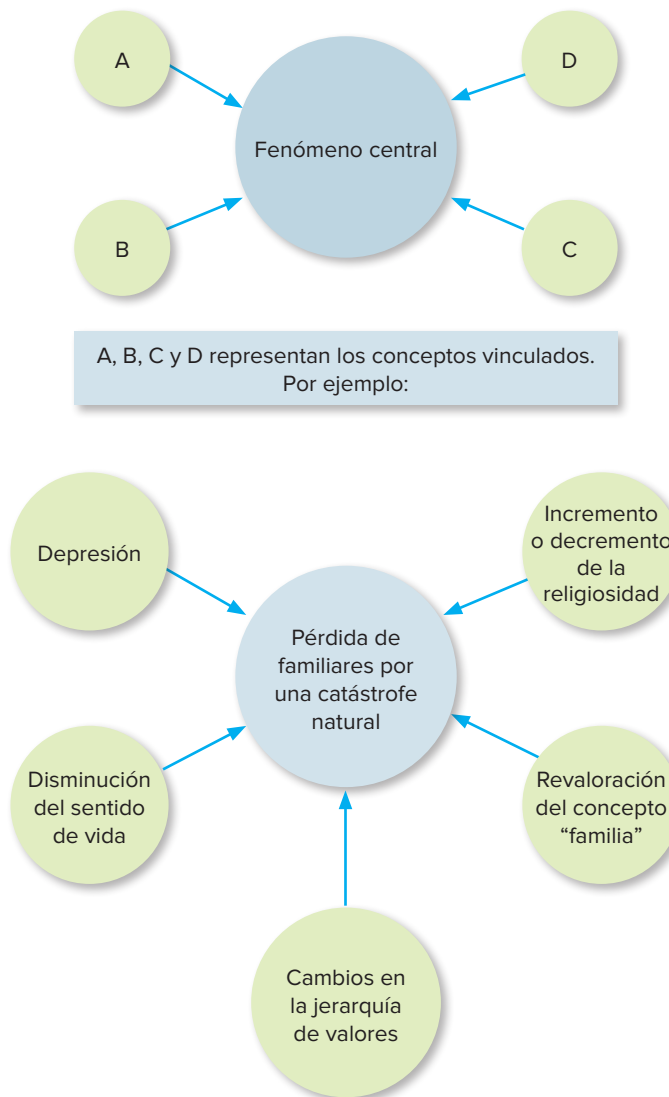 A
D
Fenómeno central
B
C
A, B, C y D representan los conceptos vinculados.
Por ejemplo:
Depresión
Incremento
o decremento
de la
religiosidad
Pérdida de
familiares por
una catástrofe
natural
Disminución
del sentido
de vida
Revaloración
del concepto
“familia”
Cambios en
la jerarquía
de valores